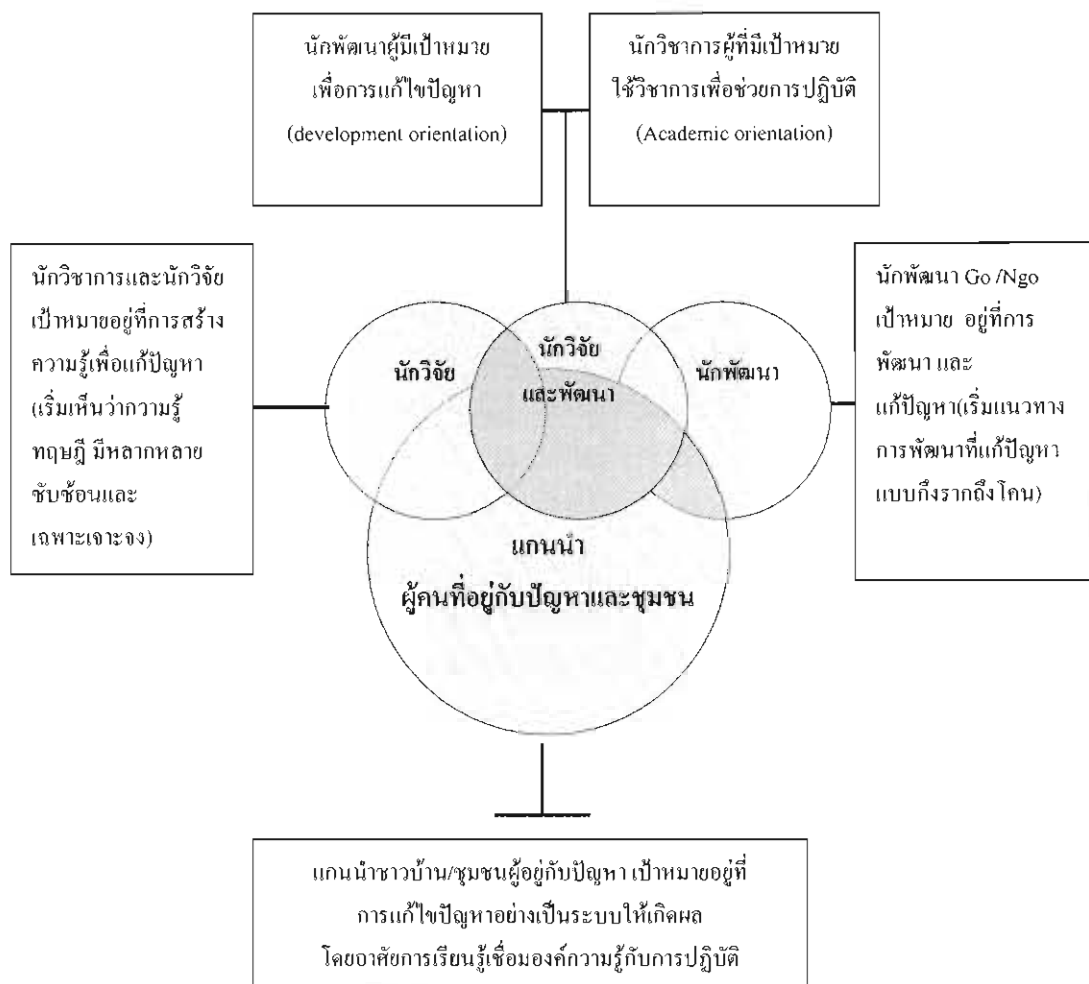 นักพัฒนาผู้มีเป้าหมาย
เพื่อการแก้ไขปัญหา
(development orientation)
นักวิชาการผู้ที่มีเป้าหมาย
ใช้วิชาการเพื่อช่วยการปฏิบัติ
(Academic orientation)
นักวิชาการและนักวิจัย
เป้าหมายอยู่ที่การสร้าง
ความรู้เพื่อแก้ปัญหา
(เริ่มเห็นว่าความรู้
ทฤษฎี มีหลากหลาย
ซับซ้อนและ
เฉพาะเจาะจง)
นักวิจัย
นักวิจัย
และพัฒนา
นักพัฒนา
นักพัฒนา Go /Ngo
เป้าหมาย อยู่ที่การ
พัฒนา และ
แก้ปัญหา(เริ่มแนวทาง
การพัฒนาที่แก้ปัญหา
แบบกึงรากถึงโคน)
แกนนำ
ผู้คนที่อยู่กับปัญหาและชุมชน
แกนนำชาวบ้าน/ชุมชนผู้อยู่กับปัญหา เป้าหมายอยู่ที่
การแก้ไขปัญหาอย่างเป็นระบบให้เกิดผล
โดยอาศัยการเรียนรู้เชื่อมองค์ความรู้กับการปฏิบัติ